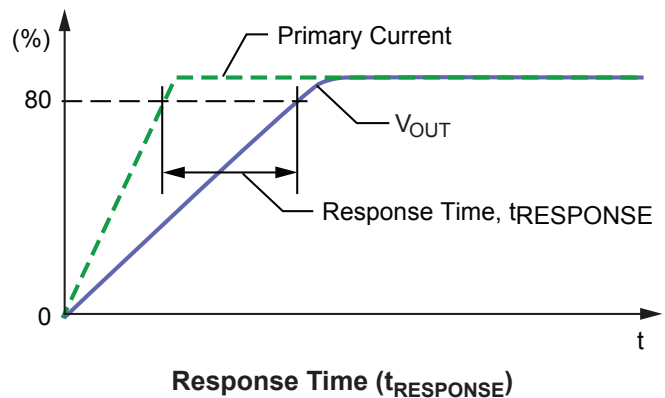 (%)
Primary Current
80
VOUT
Response Time, tRESPONSE
0
t
Response Time (tRESPONSE)